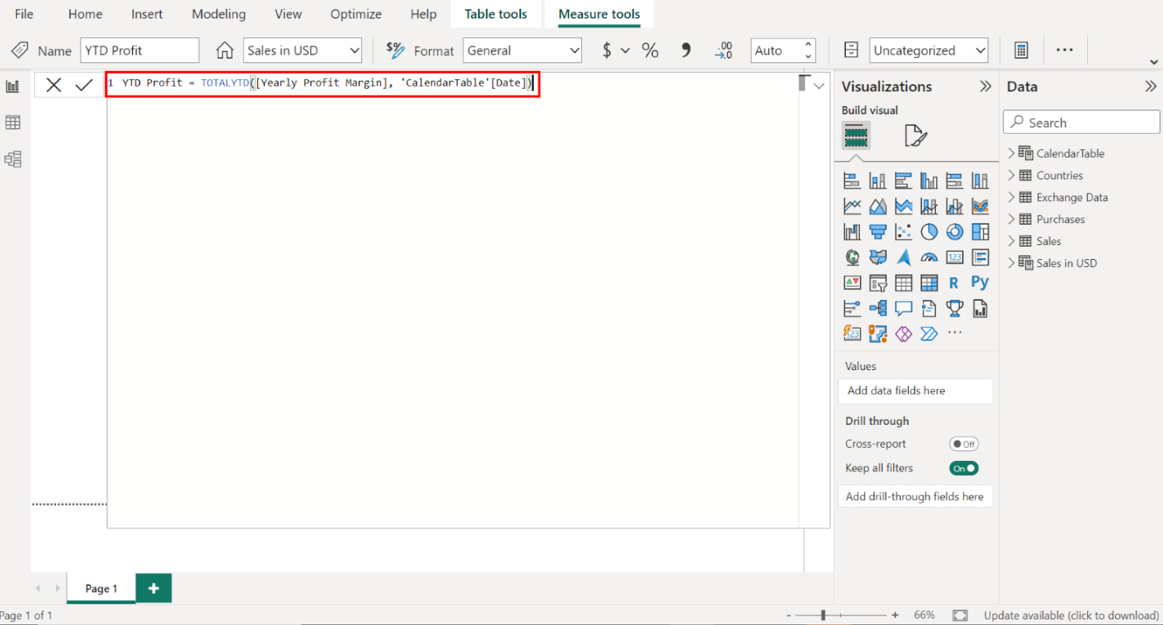 File Home Insert Modeling View Optimize Help Table tools Measure tools
Name YTD Profit Sales in USD Format General $ % Auto Uncategorized
1 YTD Profit = TOTALYTD([Yearly Profit Margin], 'CalendarTable'[Date])
Visualizations
Build visual
R Py
Values
Add data fields here
Drill through
Cross-report Off
Keep all filters On
Add drill-through fields here
Data
Search
CalendarTable
Countries
Exchange Data
Purchases
Sales
Sales in USD
Page 1 +
Page 1 of 1 - + 66% Update available (click to download)